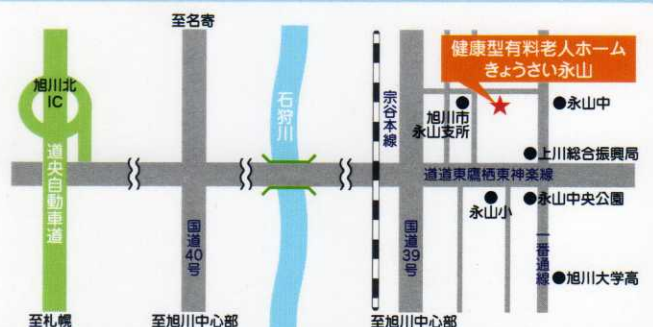 至名寄
健康型有料老人ホーム
きょうさい永山
旭川北
IC
石狩川
宗谷本線
旭川市
永山支所
永山中
上川総合振興局
道央自動車道
道道東鷹栖東神楽線
国道40号
国道39号
永山小
永山中央公園
一番通線
旭川大学高
至札幌
至旭川中心部
至旭川中心部